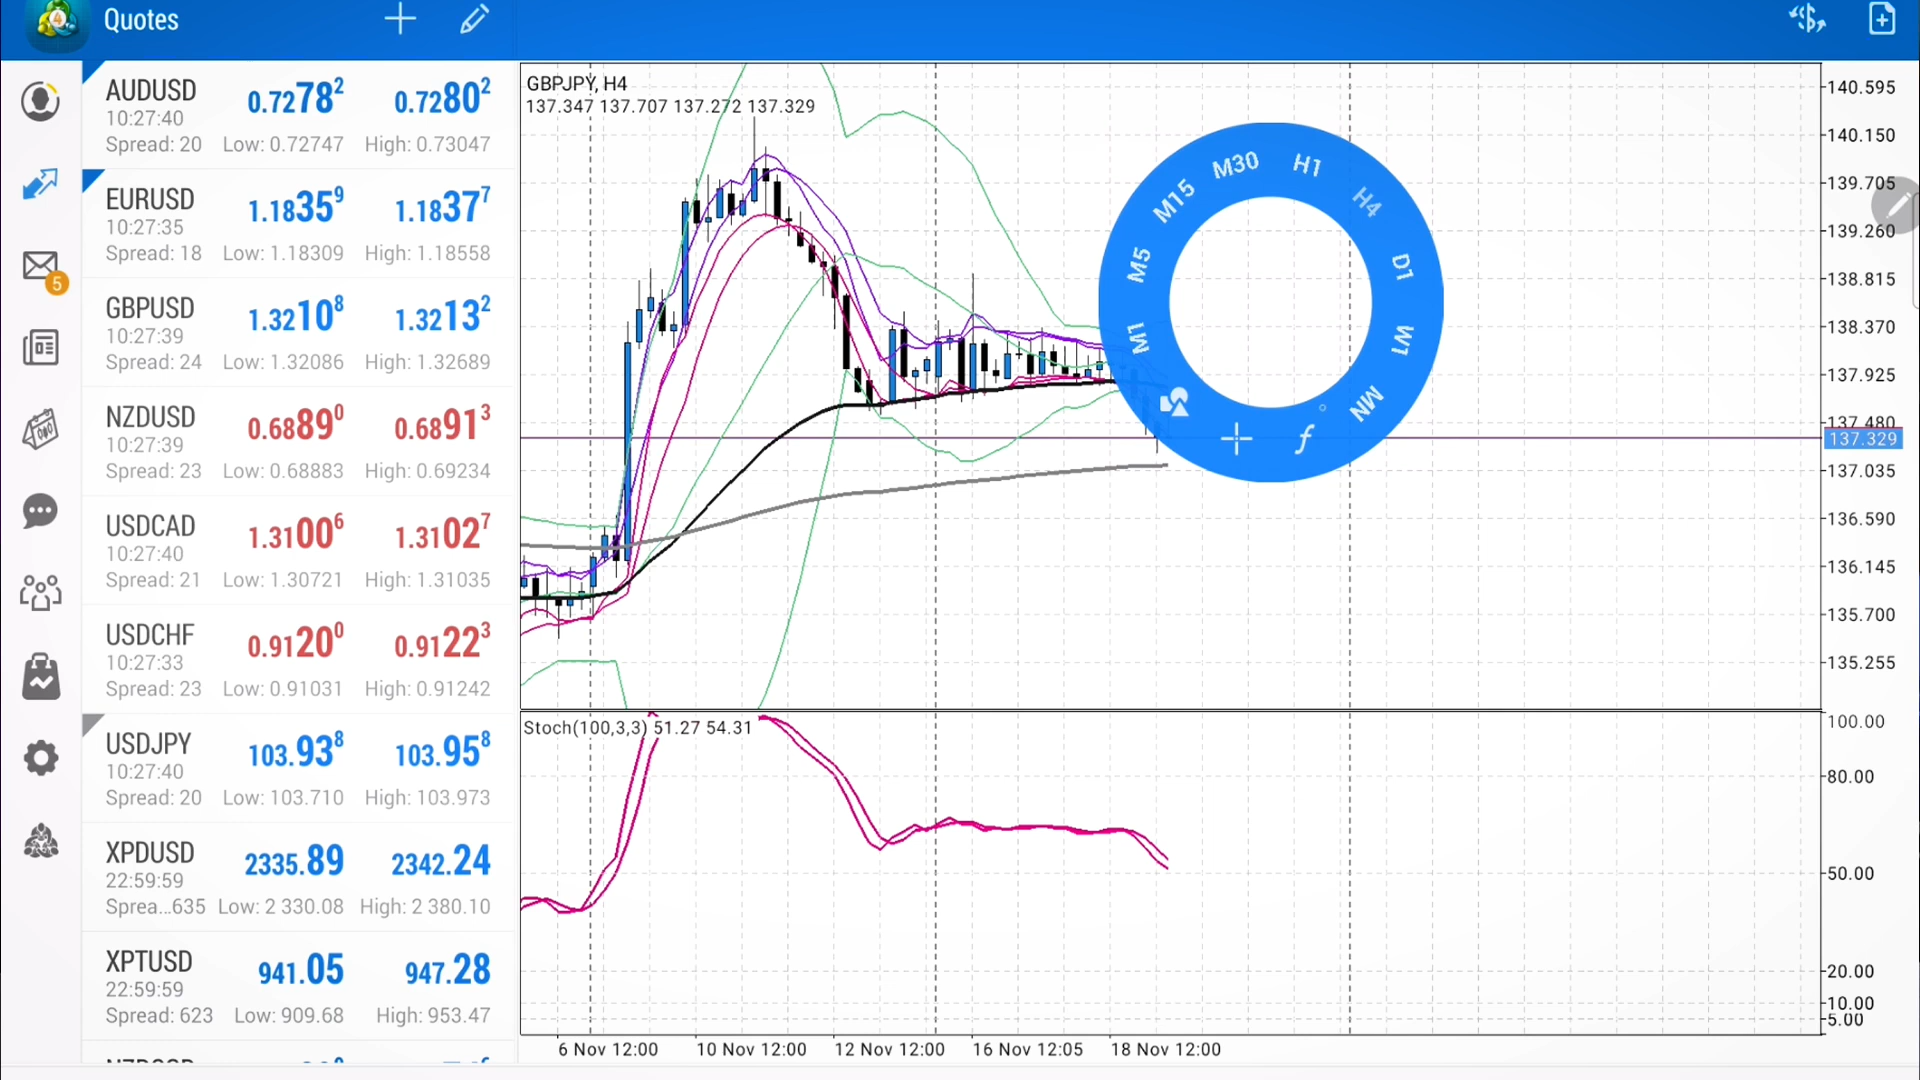 Quotes
AUDUSD 0.7278² 0.7280²
10:27:40
Spread: 20 Low: 0.72747 High: 0.73047
EURUSD 1.1835⁹ 1.1837⁷
10:27:35
Spread: 18 Low: 1.18309 High: 1.18558
5
GBPUSD 1.3210⁸ 1.3213²
10:27:39
Spread: 24 Low: 1.32086 High: 1.32689
NZDUSD 0.6889⁰ 0.6891³
10:27:39
Spread: 23 Low: 0.68883 High: 0.69234
USDCAD 1.3100⁶ 1.3102⁷
10:27:40
Spread: 21 Low: 1.30721 High: 1.31035
USDCHF 0.9120⁰ 0.9122³
10:27:33
Spread: 23 Low: 0.91031 High: 0.91242
USDJPY 103.93⁸ 103.95⁸
10:27:40
Spread: 20 Low: 103.710 High: 103.973
XPDUSD 2335.89 2342.24
22:59:59
Sprea...635 Low: 2 330.08 High: 2 380.10
XPTUSD 941.05 947.28
22:59:59
Spread: 623 Low: 909.68 High: 953.47
GBPJPY, H4
137.347 137.707 137.272 137.329
M1
M5
M15
M30
H1
H4
D1
W1
MN
f
140.595
140.150
139.705
139.260
138.815
138.370
137.925
137.480
137.329
137.035
136.590
136.145
135.700
135.255
Stoch(100,3,3) 51.27 54.31
100.00
80.00
50.00
20.00
10.00
5.00
6 Nov 12:00 10 Nov 12:00 12 Nov 12:00 16 Nov 12:05 18 Nov 12:00